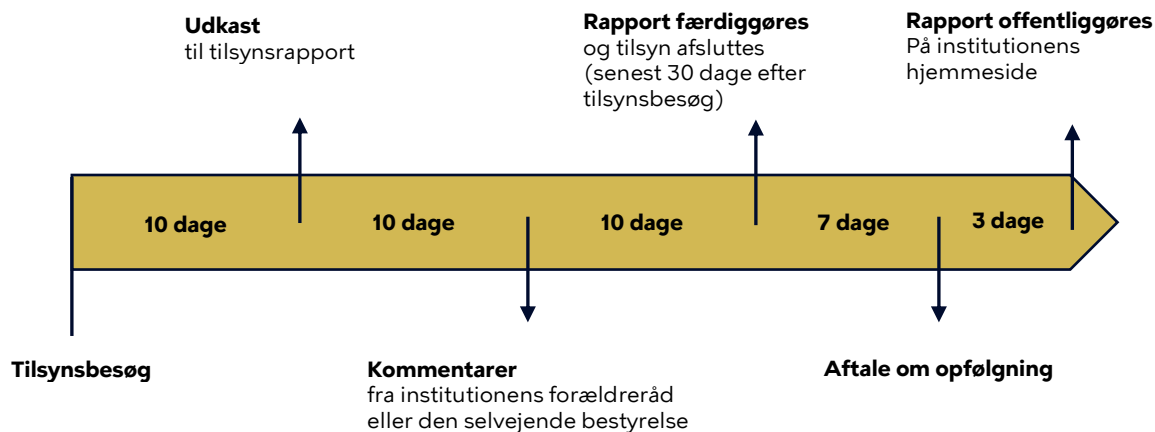 Udkast
til tilsynsrapport
Rapport færdiggøres
og tilsyn afsluttes
(senest 30 dage efter
tilsynsbesøg)
Rapport offentliggøres
På institutionens
hjemmeside
10 dage
10 dage
10 dage
7 dage
3 dage
Tilsynsbesøg
Kommentarer
fra institutionens forældreråd
eller den selvejende bestyrelse
Aftale om opfølgning